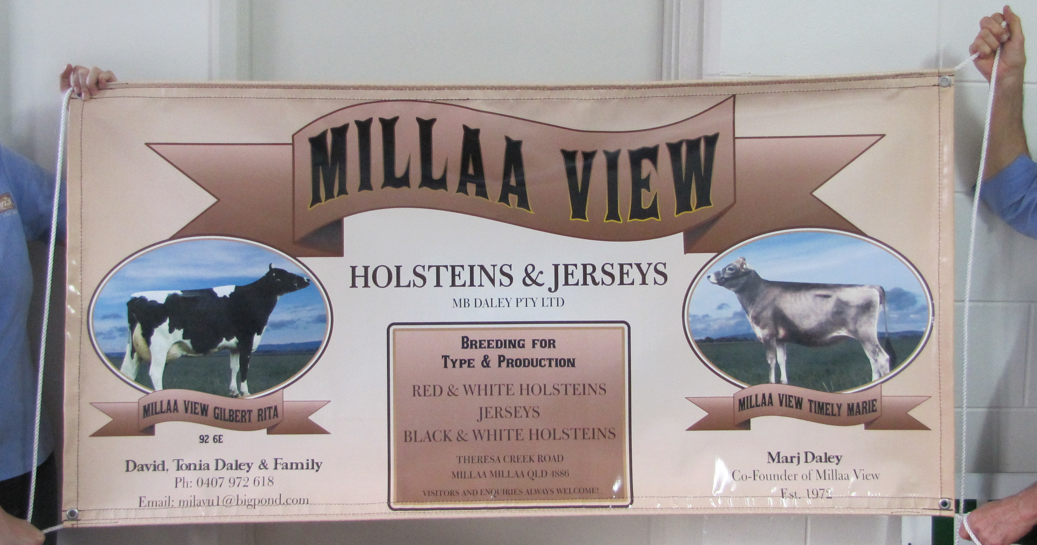 MILLAA VIEW
HOLSTEINS & JERSEYS
MB DALEY PTY LTD
BREEDING FOR
TYPE & PRODUCTION
RED & WHITE HOLSTEINS
JERSEYS
BLACK & WHITE HOLSTEINS
THERESA CREEK ROAD
MILLAA MILLAA QLD 4886
VISITORS AND ENQUIRIES ALWAYS WELCOME!
MILLAA VIEW GILBERT RITA
92 6E
David, Tonia Daley & Family
Ph: 0407 972 618
Email: milavu1@bigpond.com
MILLAA VIEW TIMELY MARIE
Marj Daley
Co-Founder of Millaa View
Est. 1972